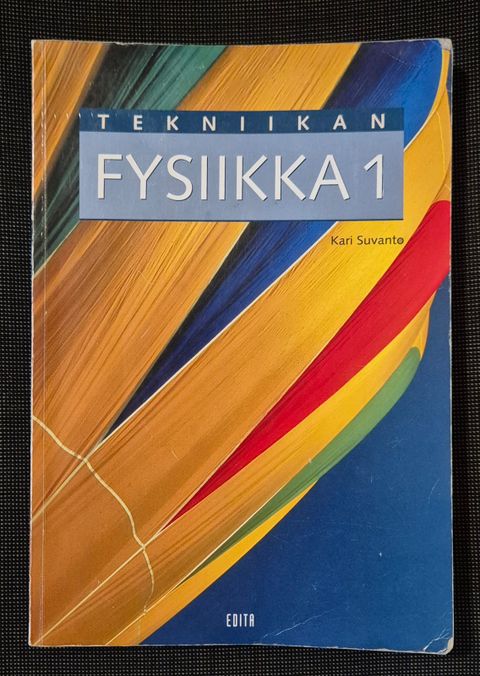 TEKNIIKAN
FYSIIKKA 1
Kari Suvanto
EDITA